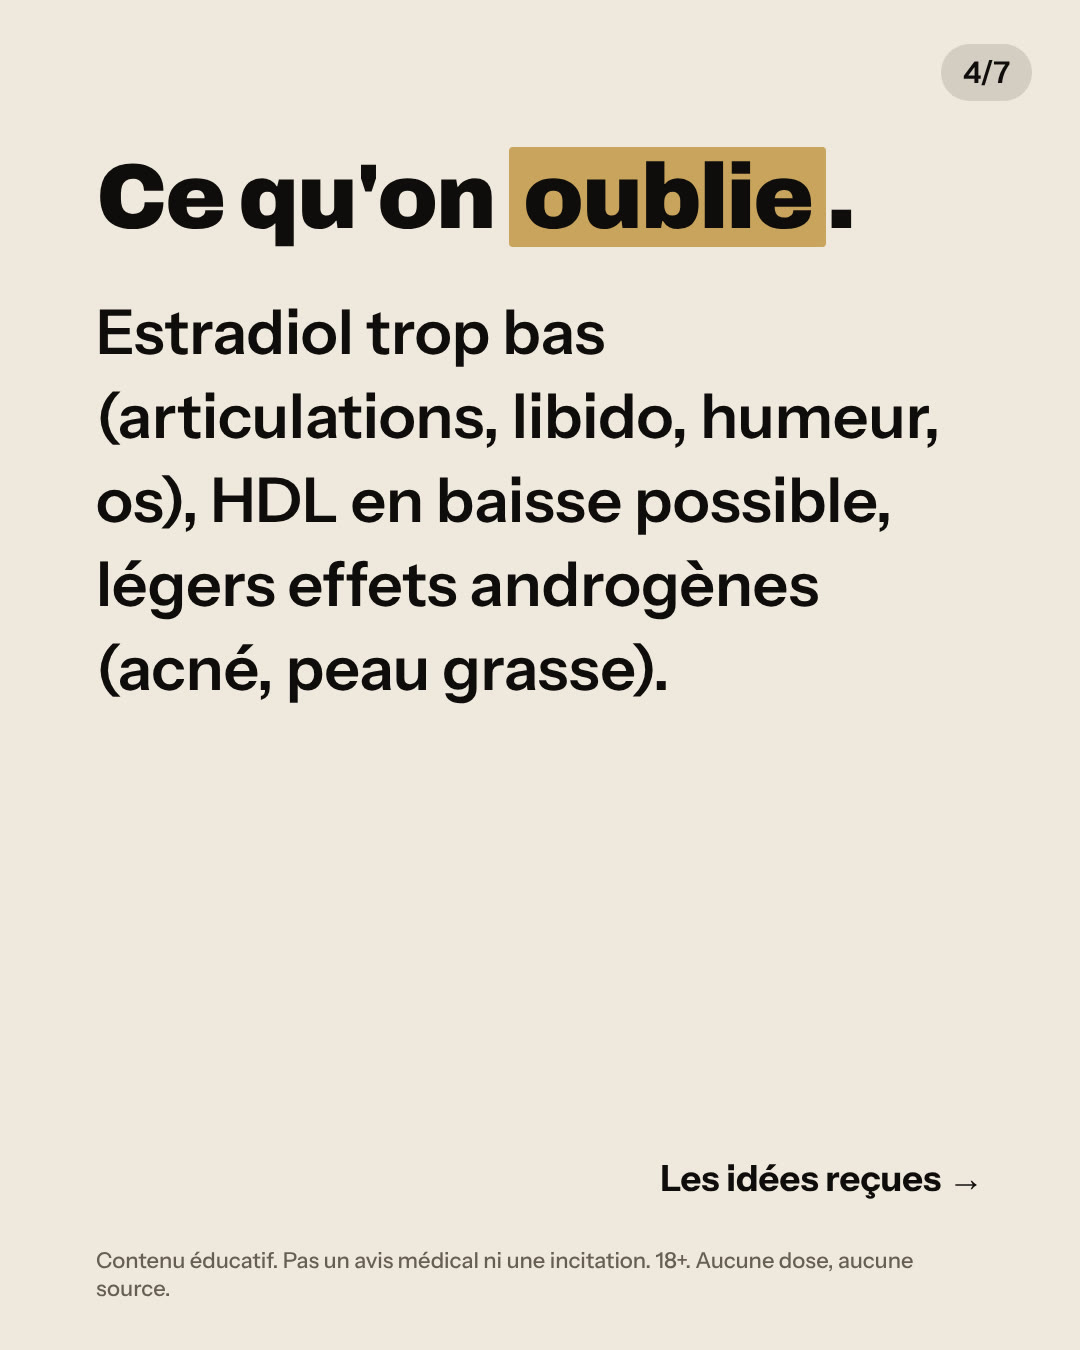 4/7
Ce qu'on oublie.
Estradiol trop bas
(articulations, libido, humeur,
os), HDL en baisse possible,
légers effets androgènes
(acné, peau grasse).
Les idées reçues →
Contenu éducatif. Pas un avis médical ni une incitation. 18+. Aucune dose, aucune
source.